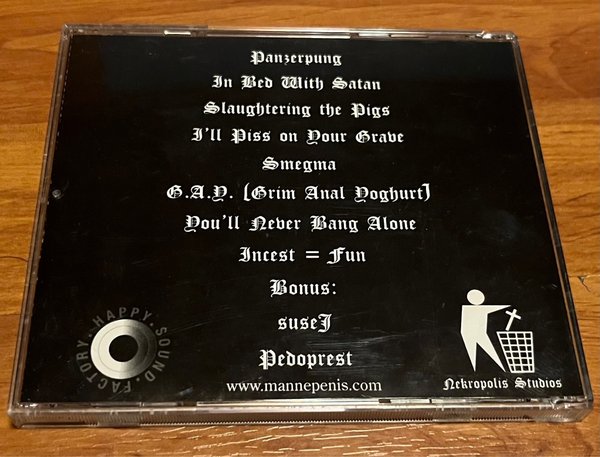 Panzerpung
In Bed With Satan
Slaughtering the Pigs
I'll Piss on Your Grave
Smegma
G.A.Y. (Grim Anal Yoghurt)
You'll Never Bang Alone
Incest = Fun
Bonus:
suseJ
Pedoprest
www.mannepenis.com
HAPPY.SOUND.FACTORY.
Nekropolis Studios